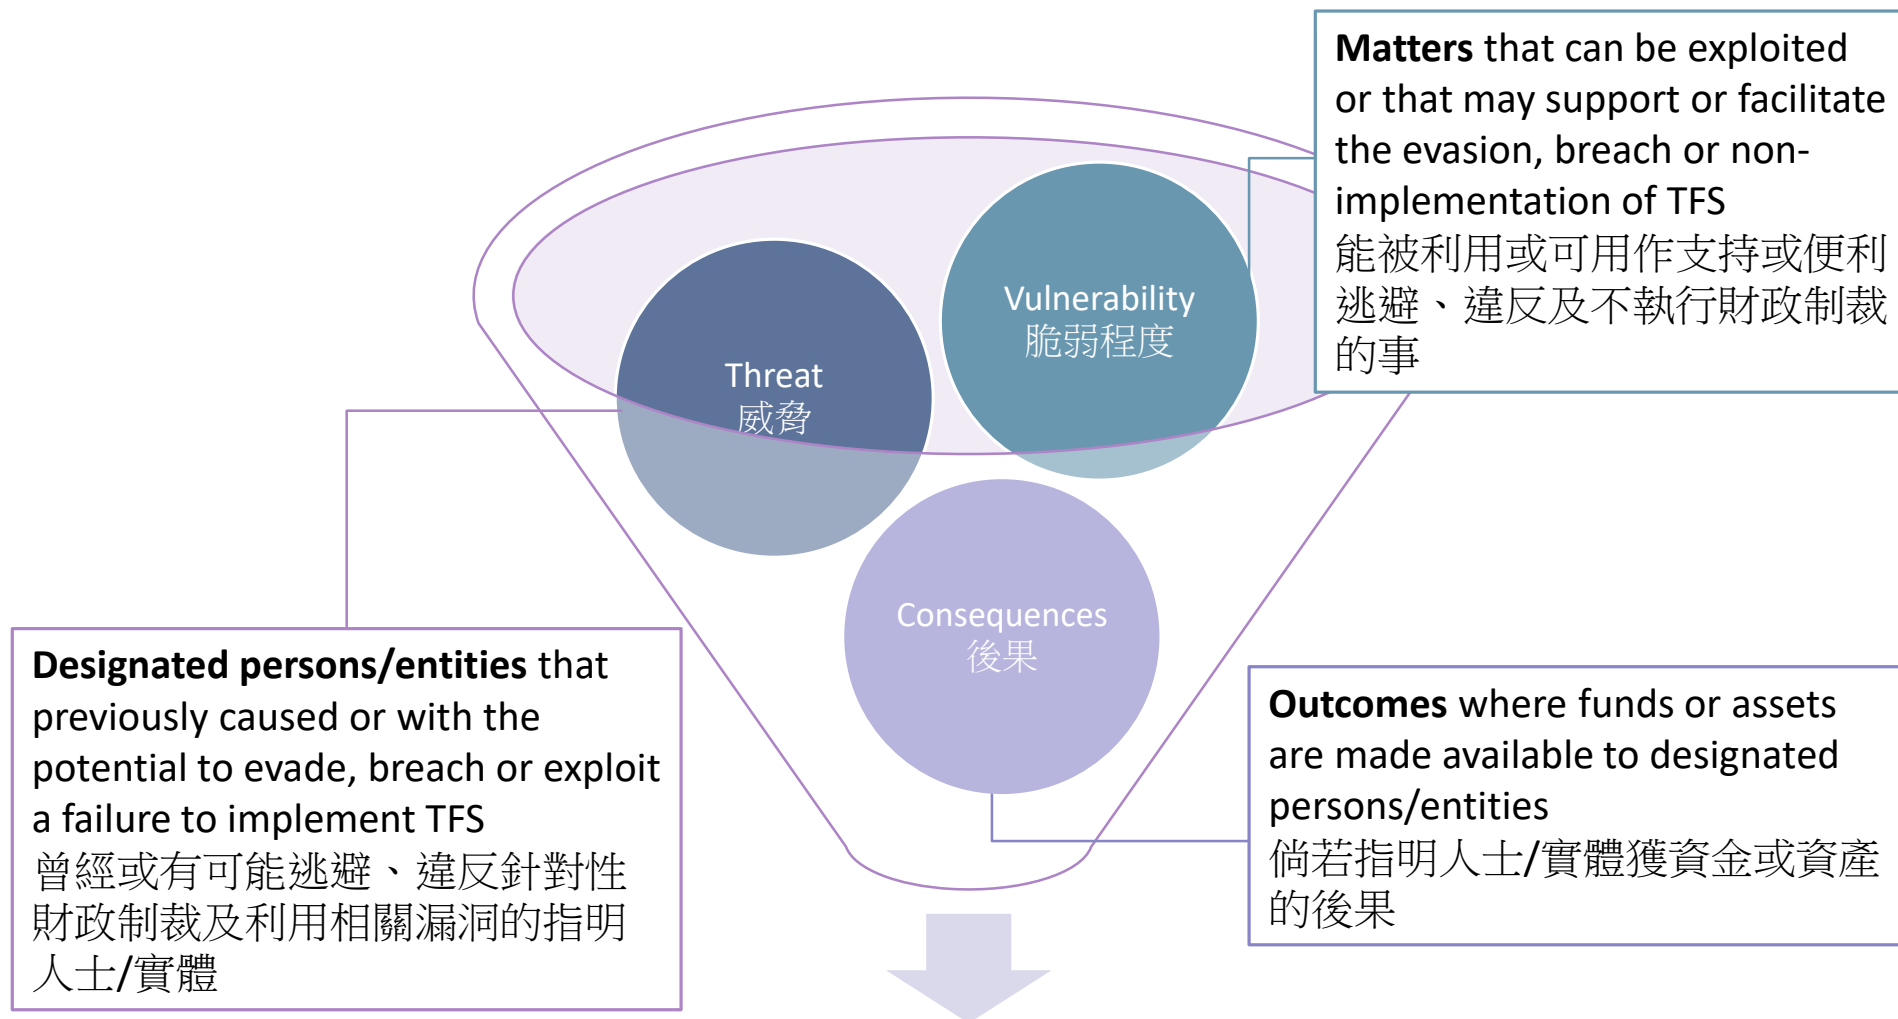 Matters that can be exploited
or that may support or facilitate
the evasion, breach or non-
implementation of TFS
能被利用或可用作支持或便利
逃避、違反及不執行財政制裁
的事
Vulnerability
脆弱程度
Threat
威脅
Consequences
後果
Designated persons/entities that
previously caused or with the
potential to evade, breach or exploit
a failure to implement TFS
曾經或有可能逃避、違反針對性
財政制裁及利用相關漏洞的指明
人士/實體
Outcomes where funds or assets
are made available to designated
persons/entities
倘若指明人士/實體獲資金或資產
的後果